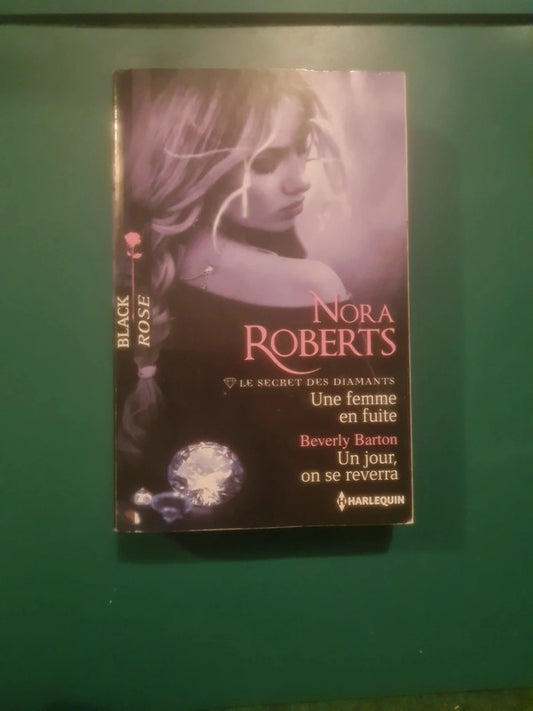 BLACK
ROSE
NORA
ROBERTS
LE SECRET DES DIAMANTS
Une femme
en fuite
Beverly Barton
Un jour,
on se reverra
HARLEQUIN